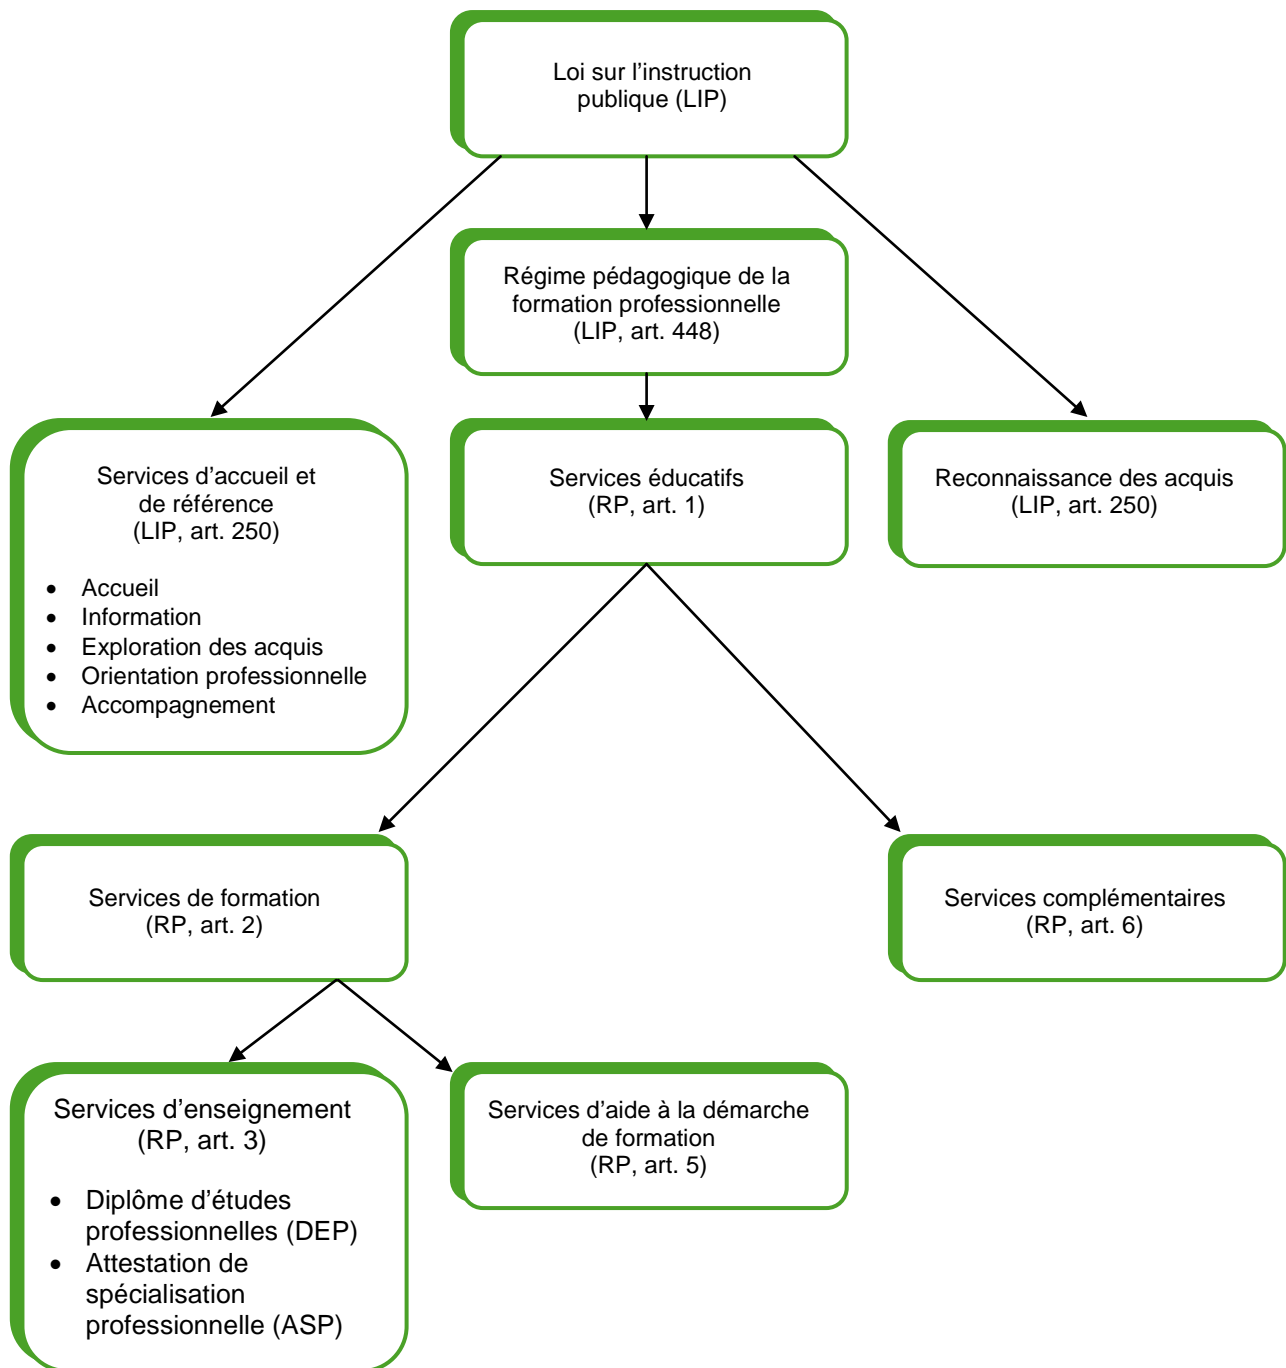 Loi sur l’instruction
publique (LIP)
Régime pédagogique de la
formation professionnelle
(LIP, art. 448)
Services d’accueil et
de référence
(LIP, art. 250)
• Accueil
• Information
• Exploration des acquis
• Orientation professionnelle
• Accompagnement
Services éducatifs
(RP, art. 1)
Reconnaissance des acquis
(LIP, art. 250)
Services de formation
(RP, art. 2)
Services complémentaires
(RP, art. 6)
Services d’enseignement
(RP, art. 3)
• Diplôme d’études
professionnelles (DEP)
• Attestation de
spécialisation
professionnelle (ASP)
Services d’aide à la démarche
de formation
(RP, art. 5)